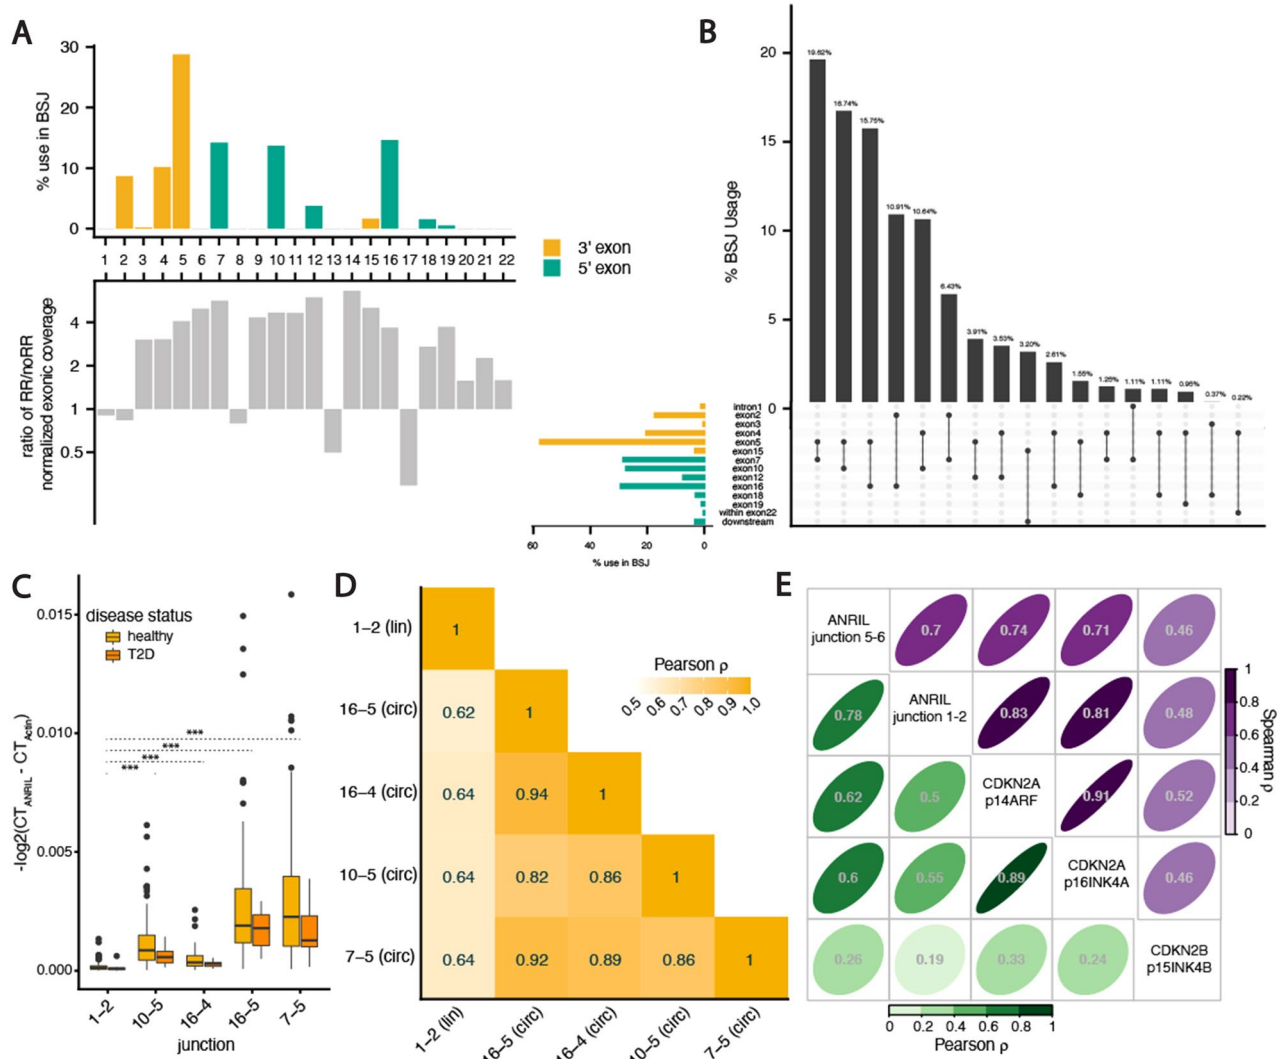 A
% use in BSJ
30
20
10
0
1 2 3 4 5 6 7 8 9 10 11 12 13 14 15 16 17 18 19 20 21 22
ratio of RR/noRR
normalized exonic coverage
4
2
1
0.5
3' exon
5' exon
B
% BSJ Usage
20
15
10
5
0
19.62%
16.74%
15.75%
10.91%
10.64%
6.43%
3.91%
3.53%
3.20%
2.61%
1.55%
1.25%
1.11%
1.11%
0.95%
0.37%
0.22%
intron1
exon2
exon3
exon4
exon5
exon15
exon7
exon10
exon12
exon16
exon18
exon19
within exon22
downstream
60 40 20 0
% use in BSJ
C
-log2(CT ANRIL - CT Actin)
0.015
0.010
0.005
0.000
disease status
healthy
T2D
***
***
***
***
1–2
10–5
16–4
16–5
7–5
junction
D
1–2 (lin)
16–5 (circ)
16–4 (circ)
10–5 (circ)
7–5 (circ)
1
0.62 1
0.64 0.94 1
0.64 0.82 0.86 1
0.64 0.92 0.89 0.86 1
Pearson ρ
0.5 0.6 0.7 0.8 0.9 1.0
1–2 (lin)
16–5 (circ)
16–4 (circ)
10–5 (circ)
7–5 (circ)
E
ANRIL
junction 5-6
0.7 0.74 0.71 0.46
0.78
ANRIL
junction 1-2
0.83 0.81 0.48
0.62 0.5
CDKN2A
p14ARF
0.91 0.52
0.6 0.55 0.89
CDKN2A
p16INK4A
0.46
0.26 0.19 0.33 0.24
CDKN2B
p15INK4B
1
0.8
0.6
0.4
0.2
0
Spearman ρ
0 0.2 0.4 0.6 0.8 1
Pearson ρ